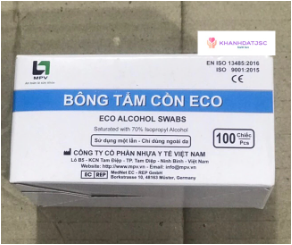 KHANHDATJSC
EN ISO 13485:2016
ISO 9001:2015
CE
MPV
BÔNG TẨM CỒN ECO
ECO ALCOHOL SWABS
Saturated with 70% Isopropyl Alcohol
Sử dụng một lần - Chỉ dùng ngoài da
100 Chiếc
Pcs
CÔNG TY CỔ PHẦN NHỰA Y TẾ VIỆT NAM
Lô B5 - KCN Tam Điệp - TP. Tam Điệp - Ninh Bình - Việt Nam
Website: http://www.mpv.vn - Email: info@mpv.vn
EC REP
MedNet EC - REP GmbH
Borkstrasse 10, 48163 Münster, Germany